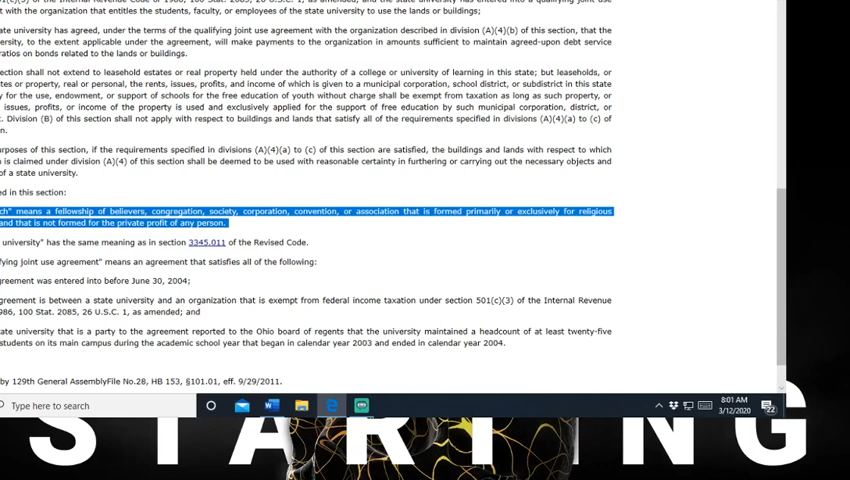 01(c)(3) of the Internal Revenue Code of 1986, 100 Stat. 2085, 26 U.S.C. 1, as amended, and the state university has entered into a qualifying joint use
t with the organization that entitles the students, faculty, or employees of the state university to use the lands or buildings;
ate university has agreed, under the terms of the qualifying joint use agreement with the organization described in division (A)(4)(b) of this section, that the
ersity, to the extent applicable under the agreement, will make payments to the organization in amounts sufficient to maintain agreed-upon debt service
ratios on bonds related to the lands or buildings.
ection shall not extend to leasehold estates or real property held under the authority of a college or university of learning in this state; but leaseholds, or
tes or property, real or personal, the rents, issues, profits, and income of which is given to a municipal corporation, school district, or subdistrict in this state
y for the use, endowment, or support of schools for the free education of youth without charge shall be exempt from taxation as long as such property, or
issues, profits, or income of the property is used and exclusively applied for the support of free education by such municipal corporation, district, or
t. Division (B) of this section shall not apply with respect to buildings and lands that satisfy all of the requirements specified in divisions (A)(4)(a) to (c) of
n.
urposes of this section, if the requirements specified in divisions (A)(4)(a) to (c) of this section are satisfied, the buildings and lands with respect to which
n is claimed under division (A)(4) of this section shall be deemed to be used with reasonable certainty in furthering or carrying out the necessary objects and
of a state university.
ed in this section:
ch" means a fellowship of believers, congregation, society, corporation, convention, or association that is formed primarily or exclusively for religious
and that is not formed for the private profit of any person.
university" has the same meaning as in section 3345.011 of the Revised Code.
fying joint use agreement" means an agreement that satisfies all of the following:
greement was entered into before June 30, 2004;
greement is between a state university and an organization that is exempt from federal income taxation under section 501(c)(3) of the Internal Revenue
986, 100 Stat. 2085, 26 U.S.C. 1, as amended; and
tate university that is a party to the agreement reported to the Ohio board of regents that the university maintained a headcount of at least twenty-five
students on its main campus during the academic school year that began in calendar year 2003 and ended in calendar year 2004.
by 129th General AssemblyFile No.28, HB 153, §101.01, eff. 9/29/2011.
Type here to search
8:01 AM
3/12/2020
22
STARTING